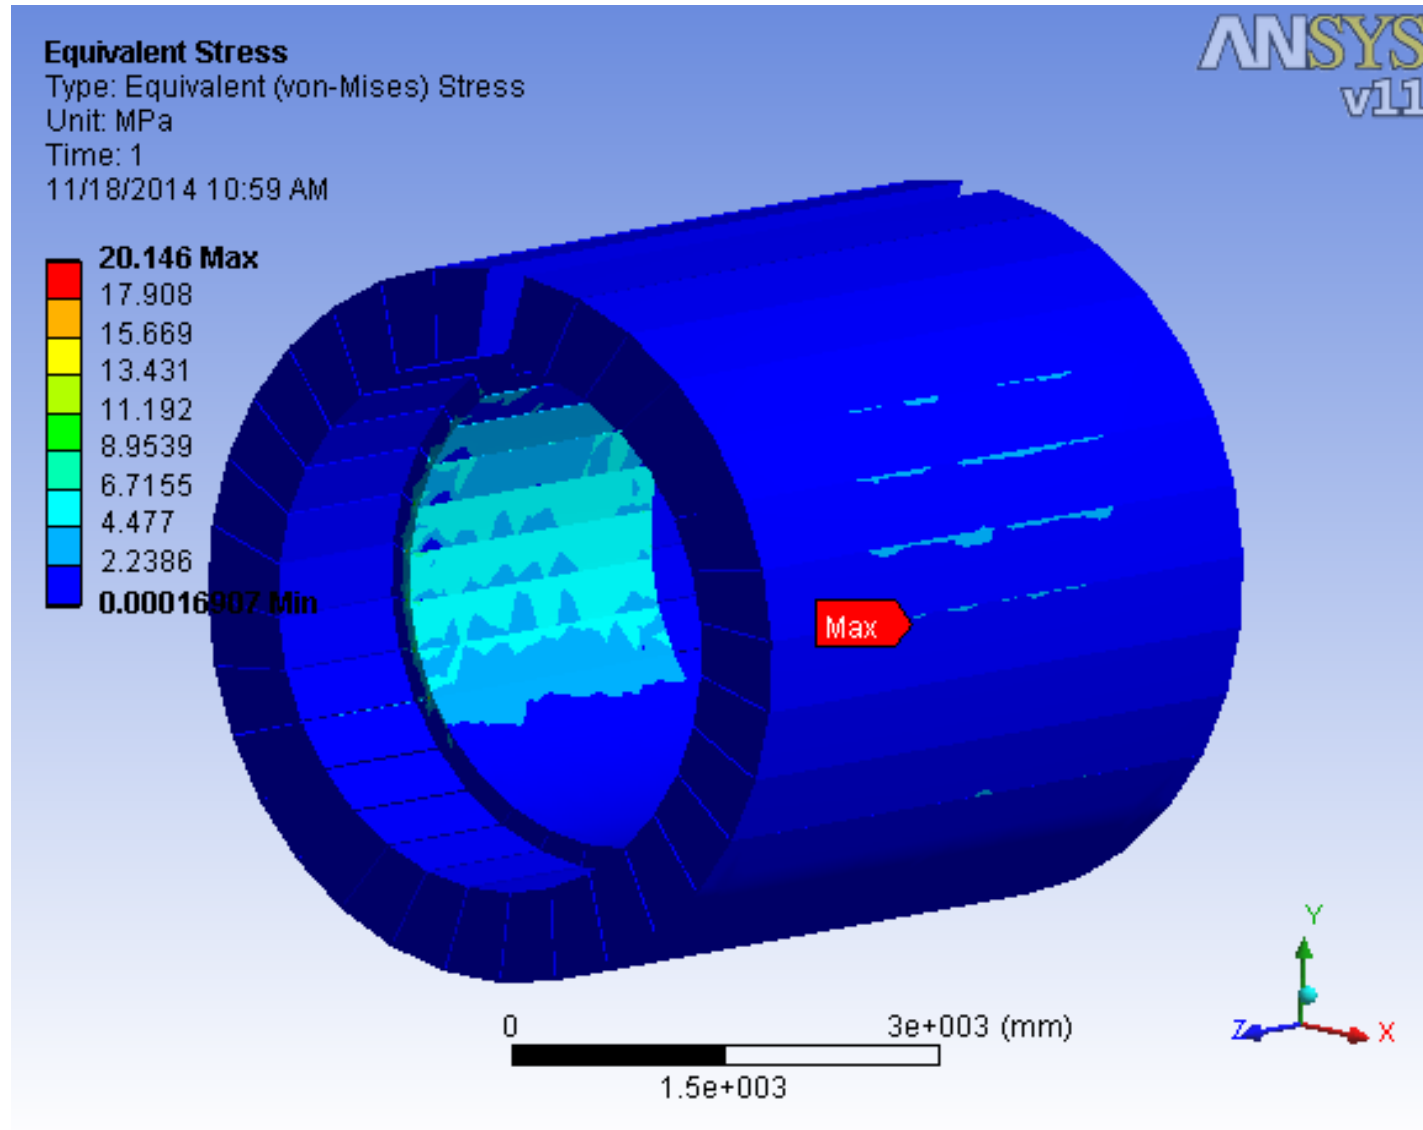 Equivalent Stress
Type: Equivalent (von-Mises) Stress
Unit: MPa
Time: 1
11/18/2014 10:59 AM
ANSYS
v11
20.146 Max
17.908
15.669
13.431
11.192
8.9539
6.7155
4.477
2.2386
0.00016907 Min
Max
0
3e+003 (mm)
1.5e+003
Y
Z
X